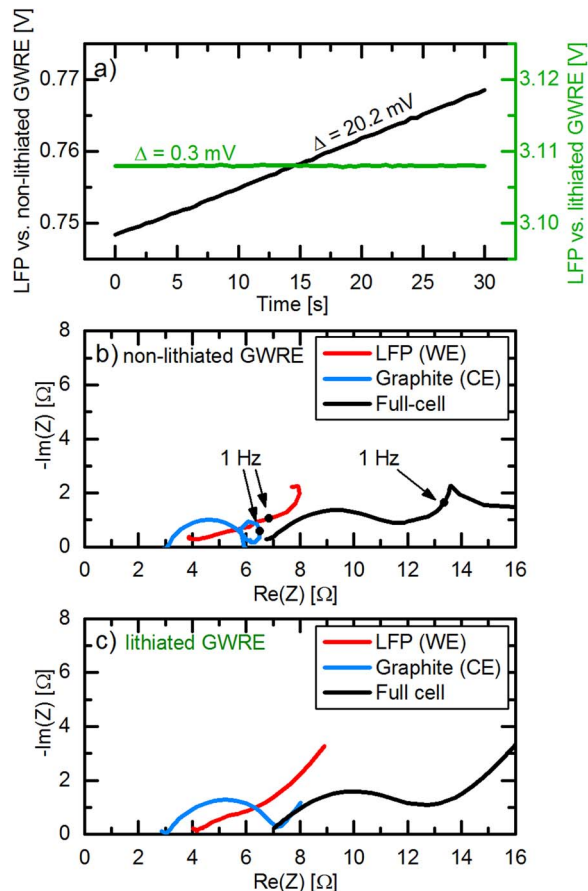 a)
LFP vs. non-lithiated GWRE [V]
0.77
0.76
0.75
Δ = 0.3 mV
Δ = 20.2 mV
3.12
3.11
3.10
LFP vs. lithiated GWRE [V]
0 5 10 15 20 25 30
Time [s]
b) non-lithiated GWRE
LFP (WE)
Graphite (CE)
Full-cell
1 Hz
1 Hz
-Im(Z) [Ω]
8
6
4
2
0
0 2 4 6 8 10 12 14 16
Re(Z) [Ω]
c) lithiated GWRE
LFP (WE)
Graphite (CE)
Full cell
-Im(Z) [Ω]
8
6
4
2
0
0 2 4 6 8 10 12 14 16
Re(Z) [Ω]